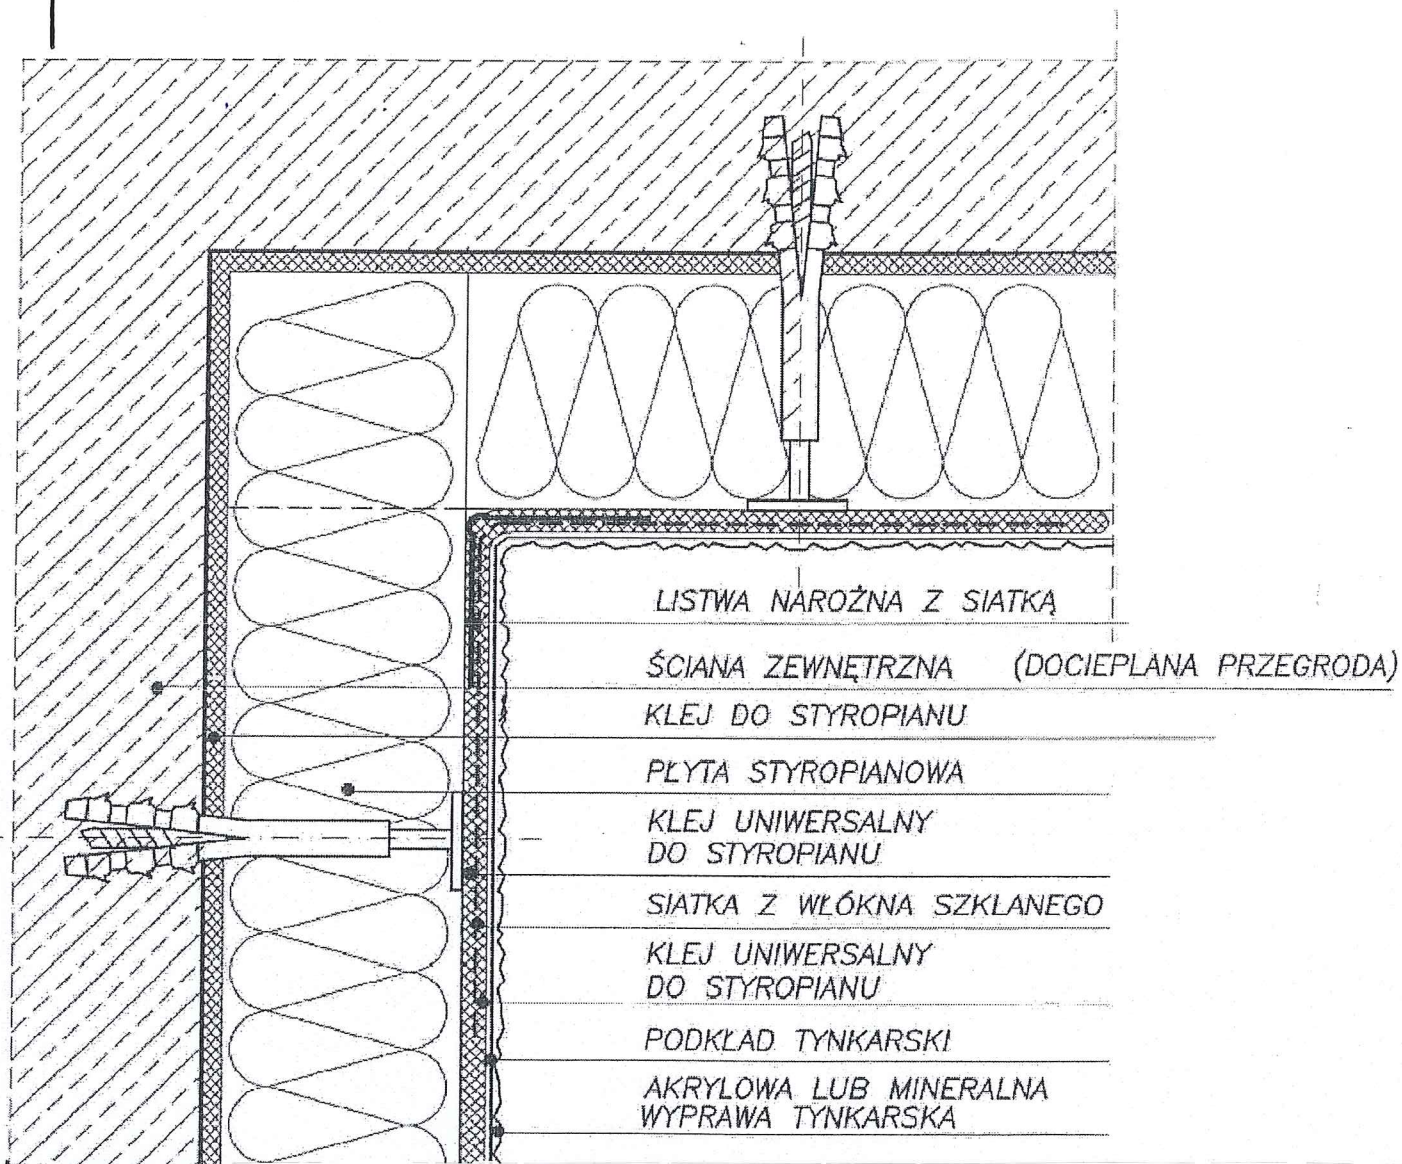 LISTWA NAROŻNA Z SIATKĄ
ŚCIANA ZEWNĘTRZNA (DOCIEPLANA PRZEGRODA)
KLEJ DO STYROPIANU
PŁYTA STYROPIANOWA
KLEJ UNIWERSALNY
DO STYROPIANU
SIATKA Z WŁÓKNA SZKLANEGO
KLEJ UNIWERSALNY
DO STYROPIANU
PODKŁAD TYNKARSKI
AKRYLOWA LUB MINERALNA
WYPRAWA TYNKARSKA